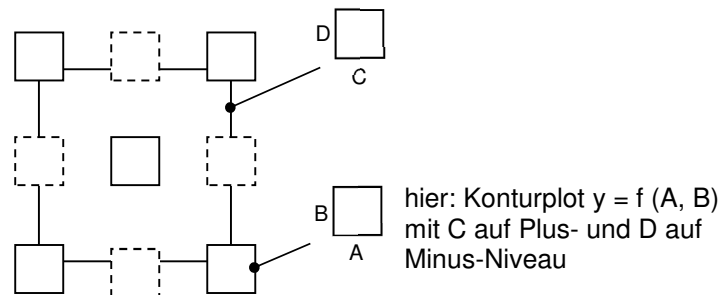 D
C
B
A
hier: Konturplot y = f (A, B)
mit C auf Plus- und D auf
Minus-Niveau